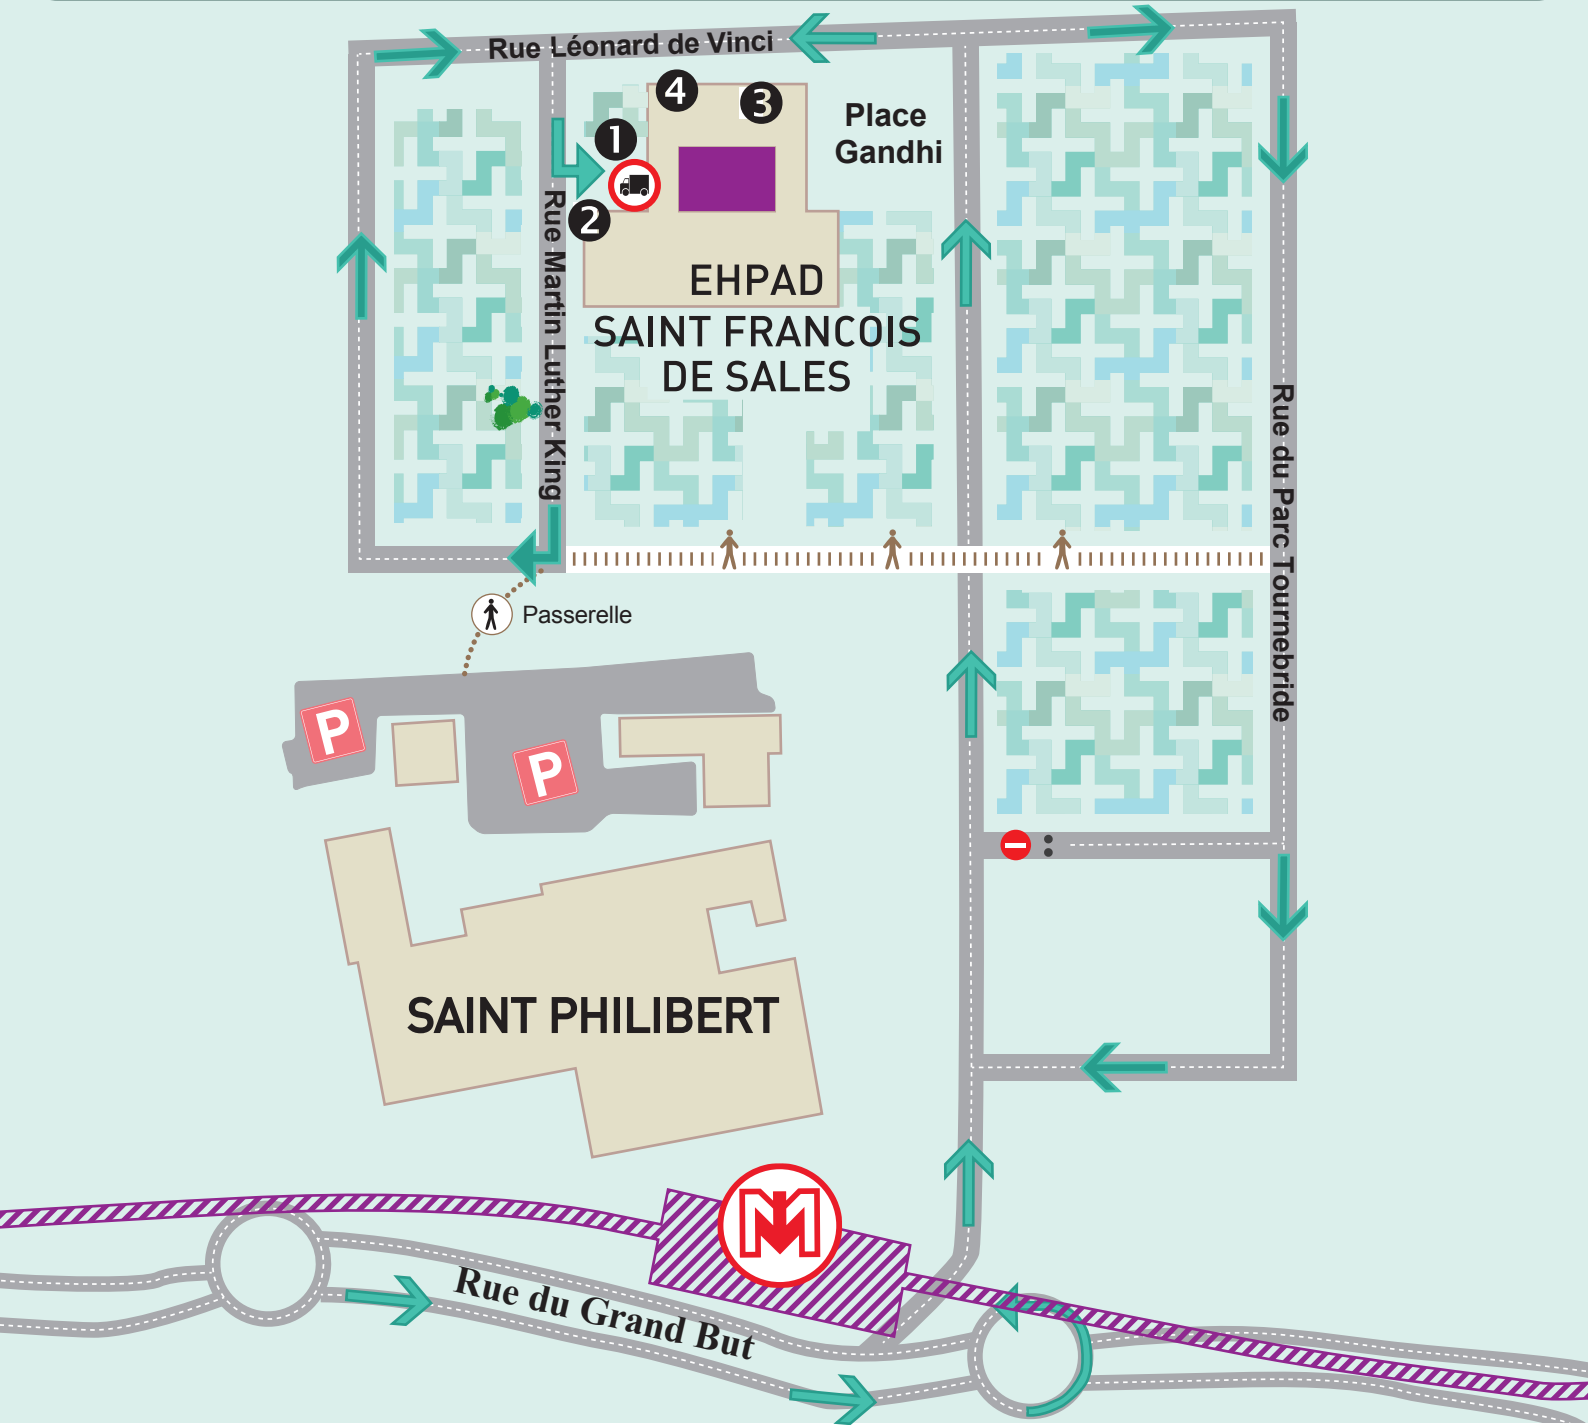 Rue Léonard de Vinci
4
3
Place
Gandhi
1
2
Rue Martin Luther King
EHPAD
SAINT FRANCOIS
DE SALES
Rue du Parc Tournebride
Passerelle
P
P
SAINT PHILIBERT
M
Rue du Grand But